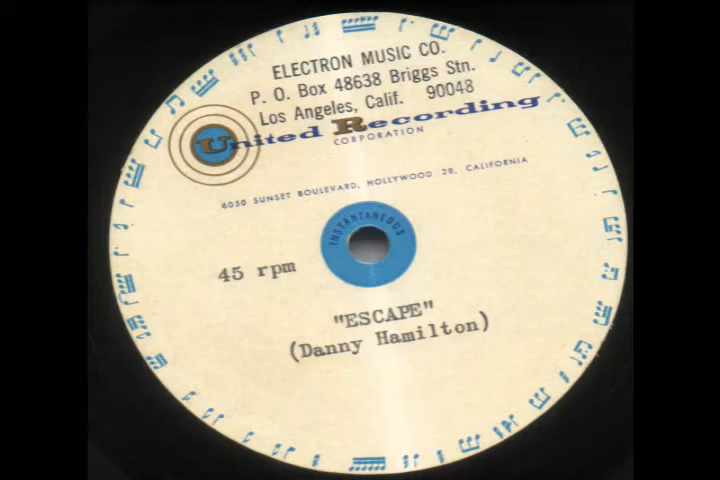 ELECTRON MUSIC CO.
P. O. Box 48638 Briggs Stn.
Los Angeles, Calif. 90048
United Recording
CORPORATION
6050 SUNSET BOULEVARD, HOLLYWOOD 28, CALIFORNIA
INSTANTANEOUS
45 rpm
"ESCAPE"
(Danny Hamilton)